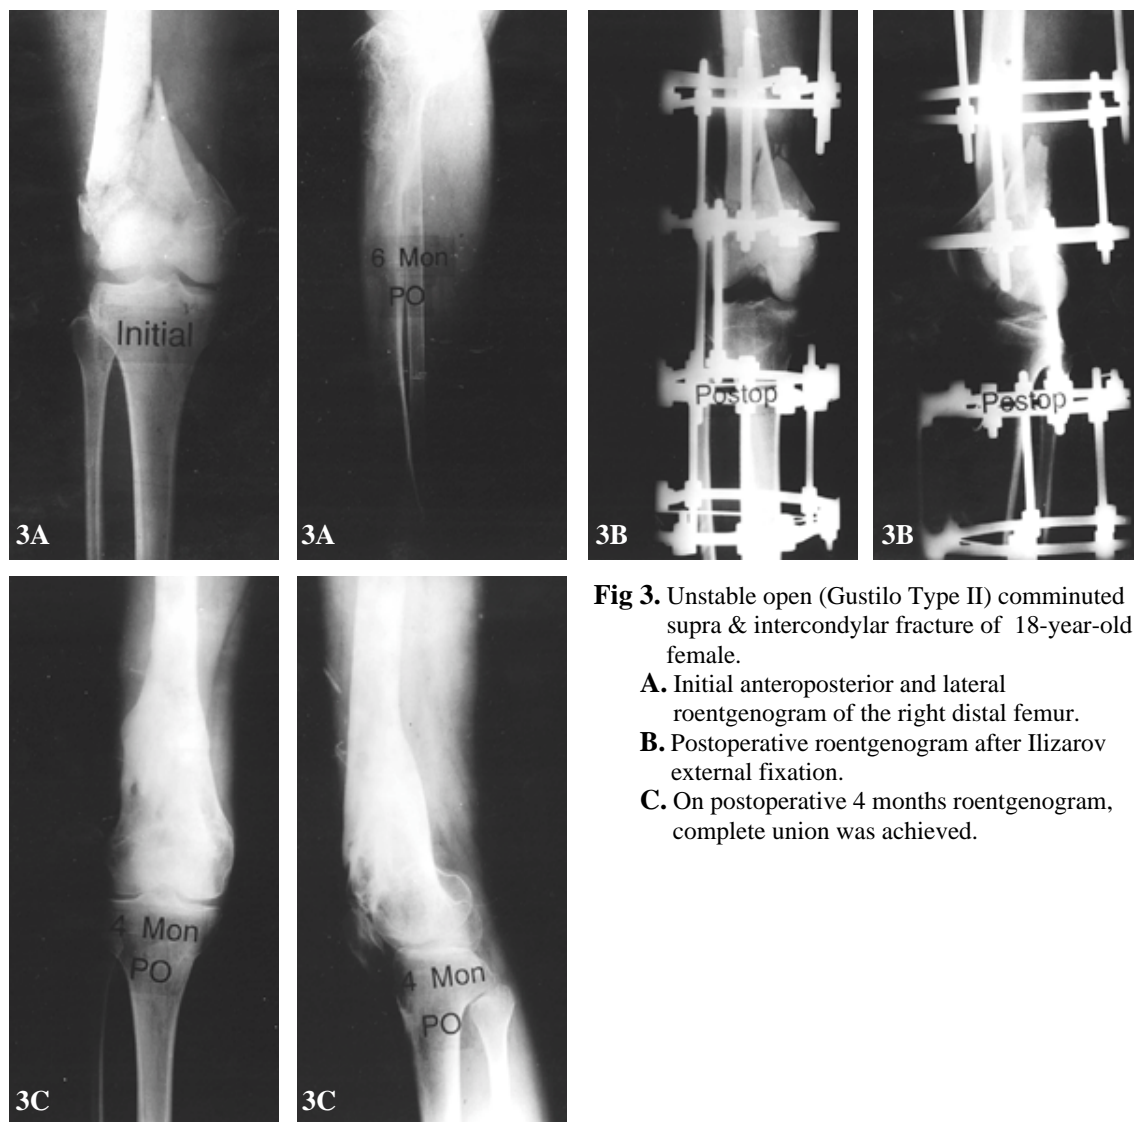 Initial
3A
6 Mon
PO
3A
Postop
3B
Postop
3B
4 Mon
PO
3C
4 Mon
PO
3C
Fig 3. Unstable open (Gustilo Type II) comminuted
supra & intercondylar fracture of 18-year-old
female.
A. Initial anteroposterior and lateral
roentgenogram of the right distal femur.
B. Postoperative roentgenogram after Ilizarov
external fixation.
C. On postoperative 4 months roentgenogram,
complete union was achieved.